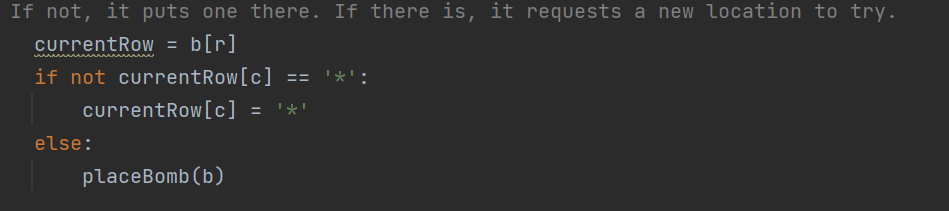 If not, it puts one there. If there is, it requests a new location to try.
currentRow = b[r]
if not currentRow[c] == '*':
currentRow[c] = '*'
else:
placeBomb(b)